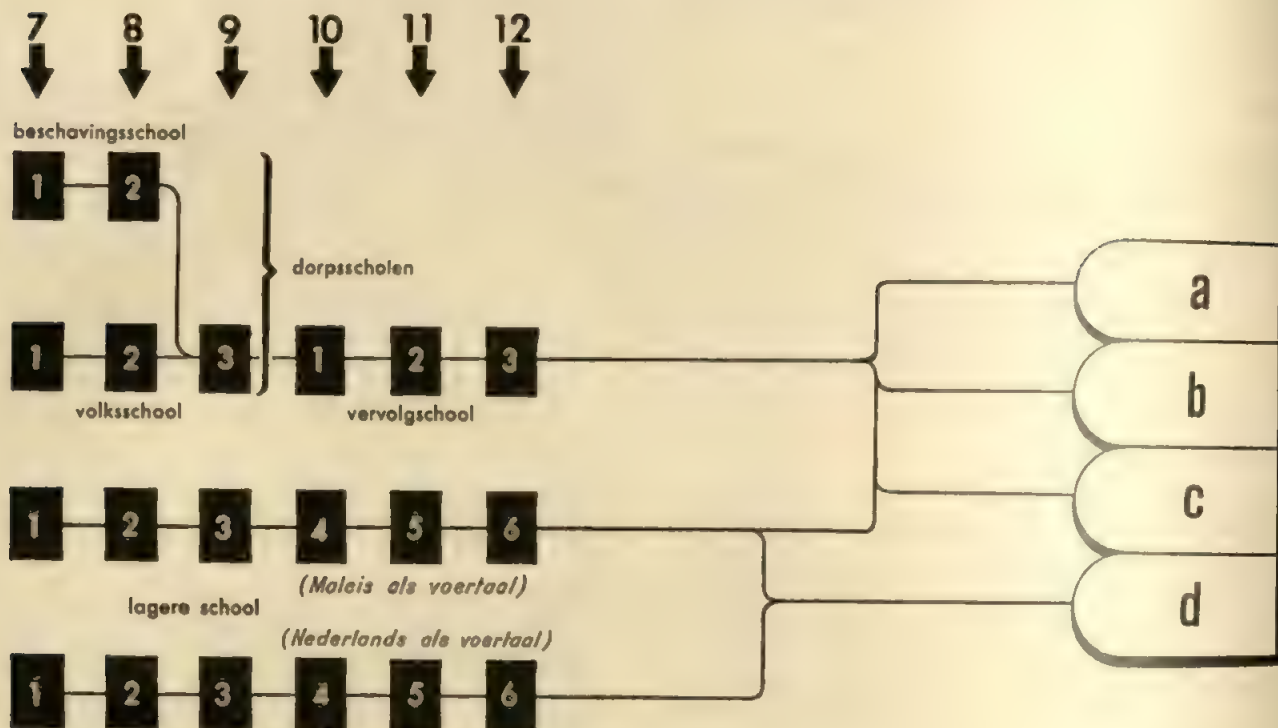 7 8 9 10 11 12
beschavingsschool
1 2
dorpsscholen
a
1 2 3 1 2 3
volksschool vervolgschool
b
1 2 3 4 5 6
c
(Maleis als voertaal)
lagere school
d
(Nederlands als voertaal)
1 2 3 4 5 6